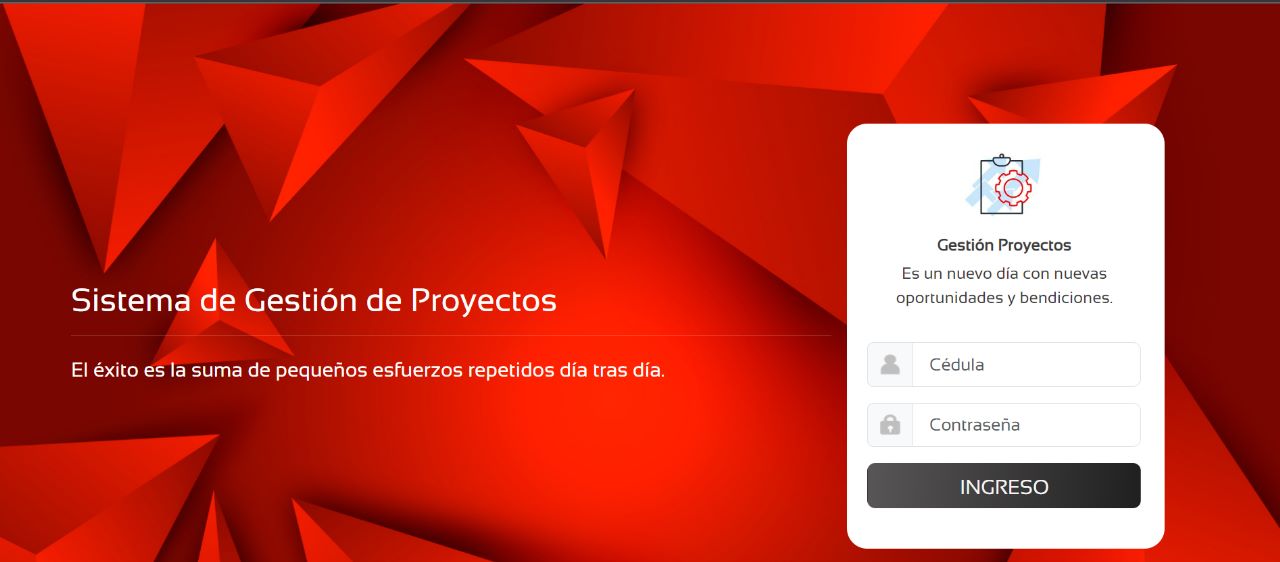 Sistema de Gestión de Proyectos
El éxito es la suma de pequeños esfuerzos repetidos día tras día.
Gestión Proyectos
Es un nuevo día con nuevas
oportunidades y bendiciones.
Cédula
Contraseña
INGRESO